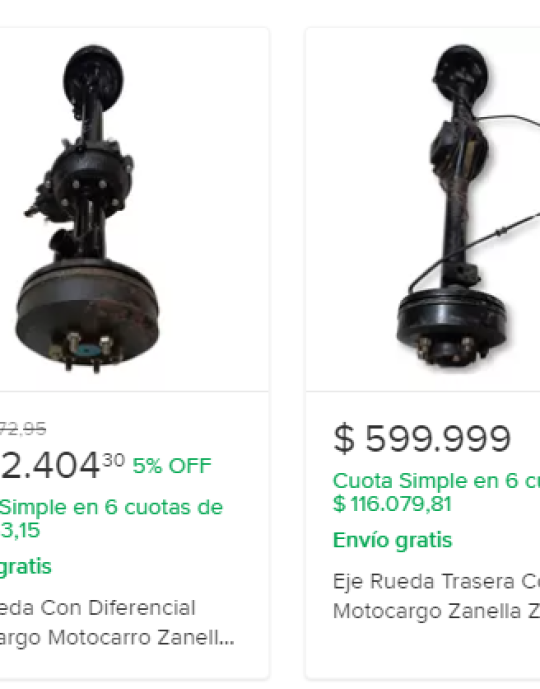 72,95
2.404³⁰ 5% OFF
Simple en 6 cuotas de
3,15
gratis
eda Con Diferencial
argo Motocarro Zanell...
$ 599.999
Cuota Simple en 6 cu
$ 116.079,81
Envío gratis
Eje Rueda Trasera Co
Motocargo Zanella Z